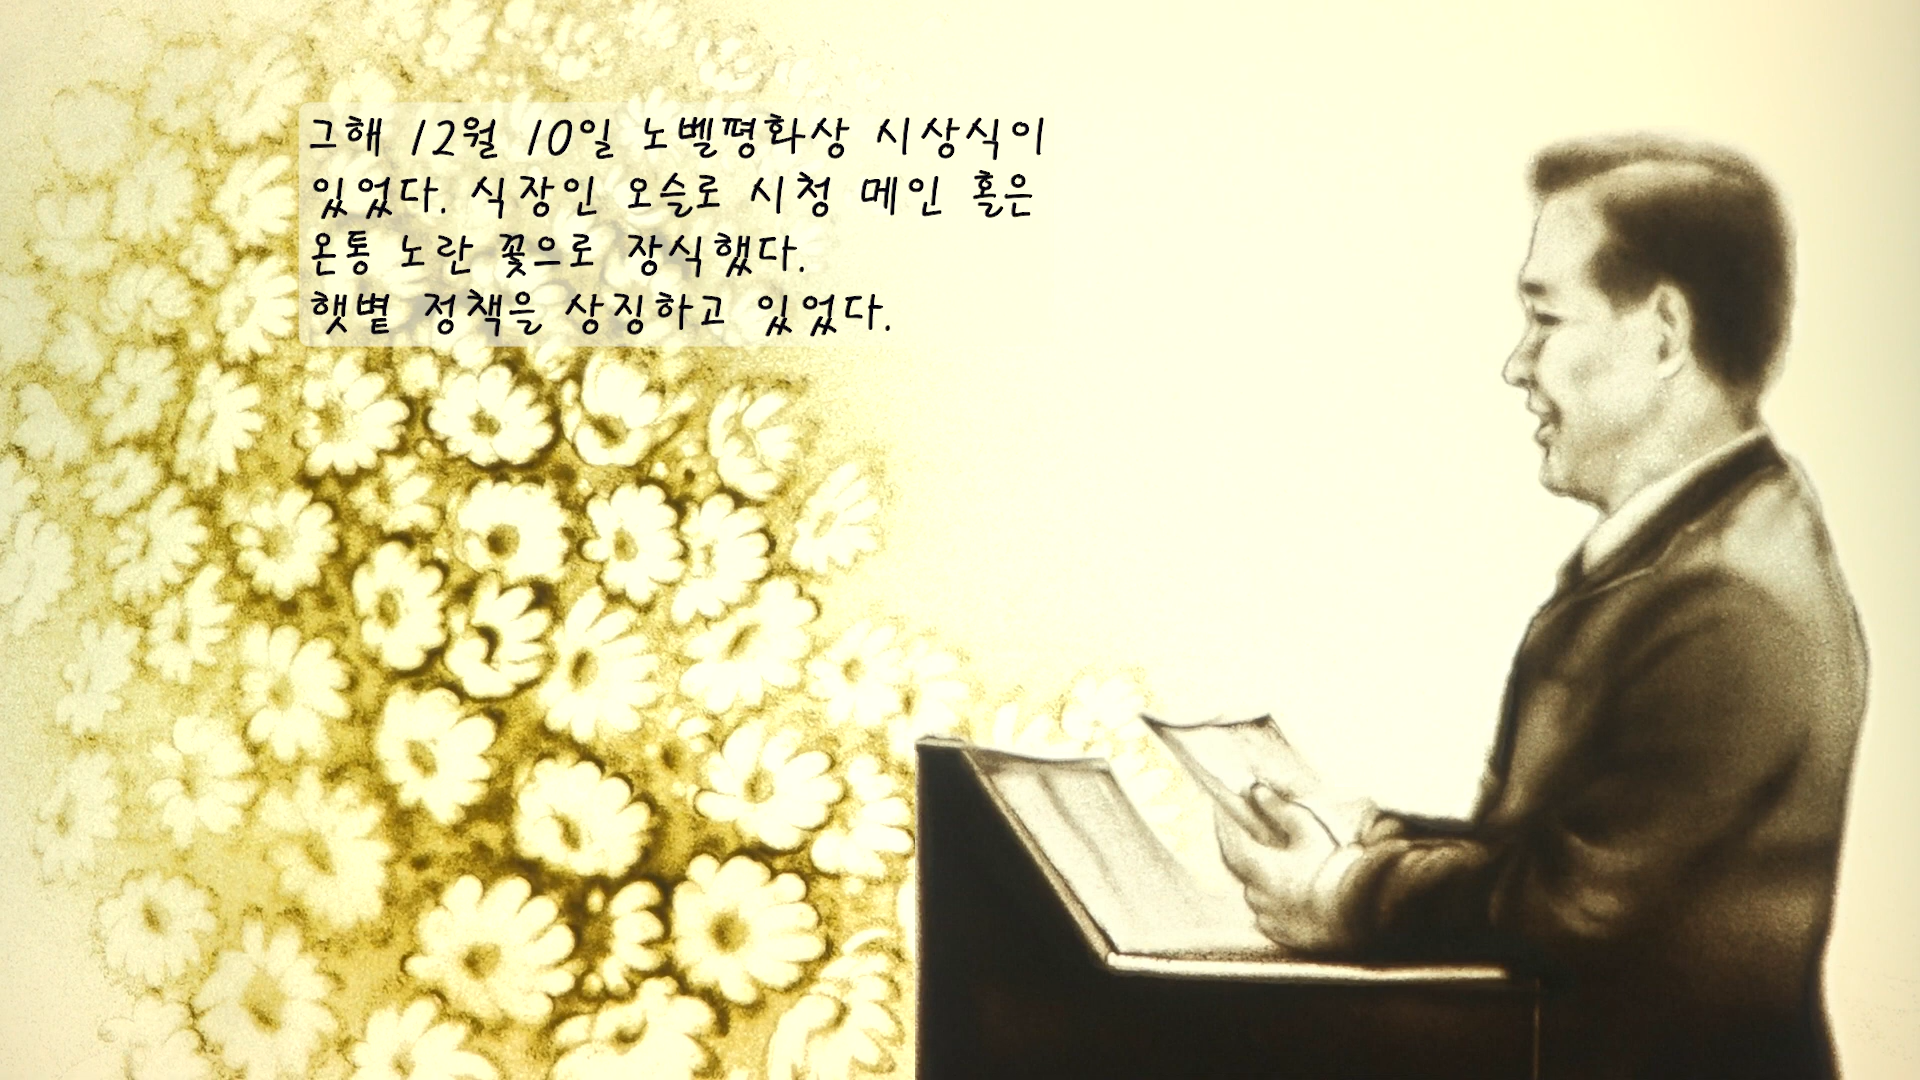 그해 12월 10일 노벨평화상 시상식이
있었다. 식장인 오슬로 시청 메인 홀은
온통 노란 꽃으로 장식했다.
햇볕 정책을 상징하고 있었다.